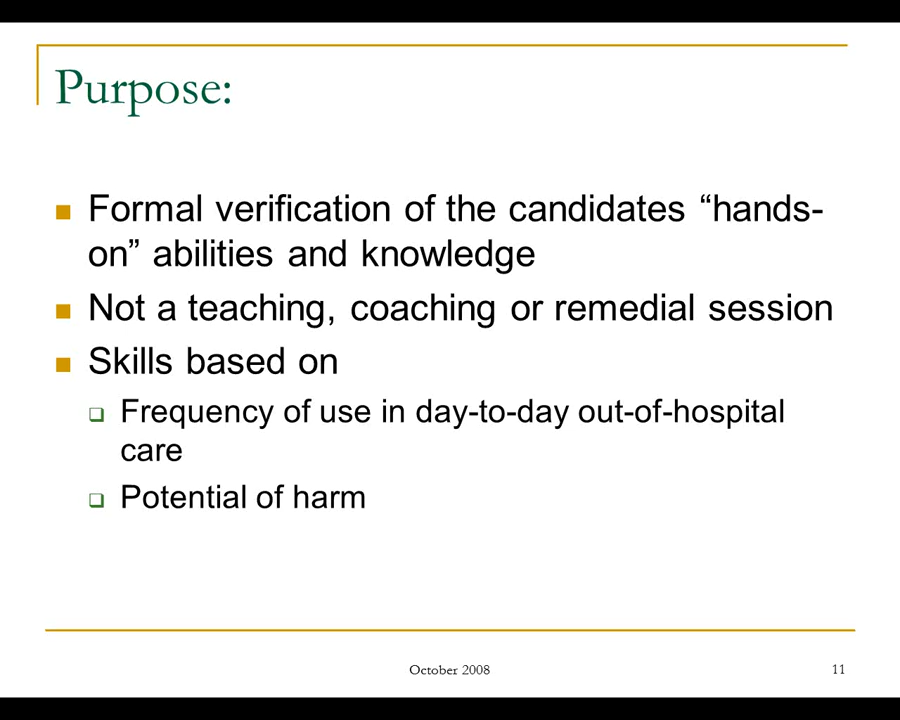 Purpose:
Formal verification of the candidates “hands-
on” abilities and knowledge
Not a teaching, coaching or remedial session
Skills based on
Frequency of use in day-to-day out-of-hospital
care
Potential of harm
October 2008
11